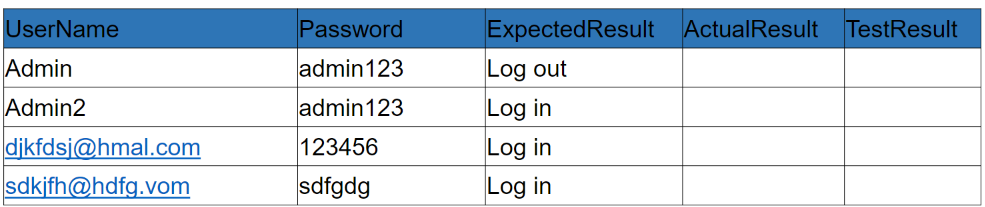 UserName Password ExpectedResult ActualResult TestResult
Admin admin123 Log out
Admin2 admin123 Log in
djkfdsj@hmal.com 123456 Log in
sdkjfh@hdfg.vom sdfgdg Log in